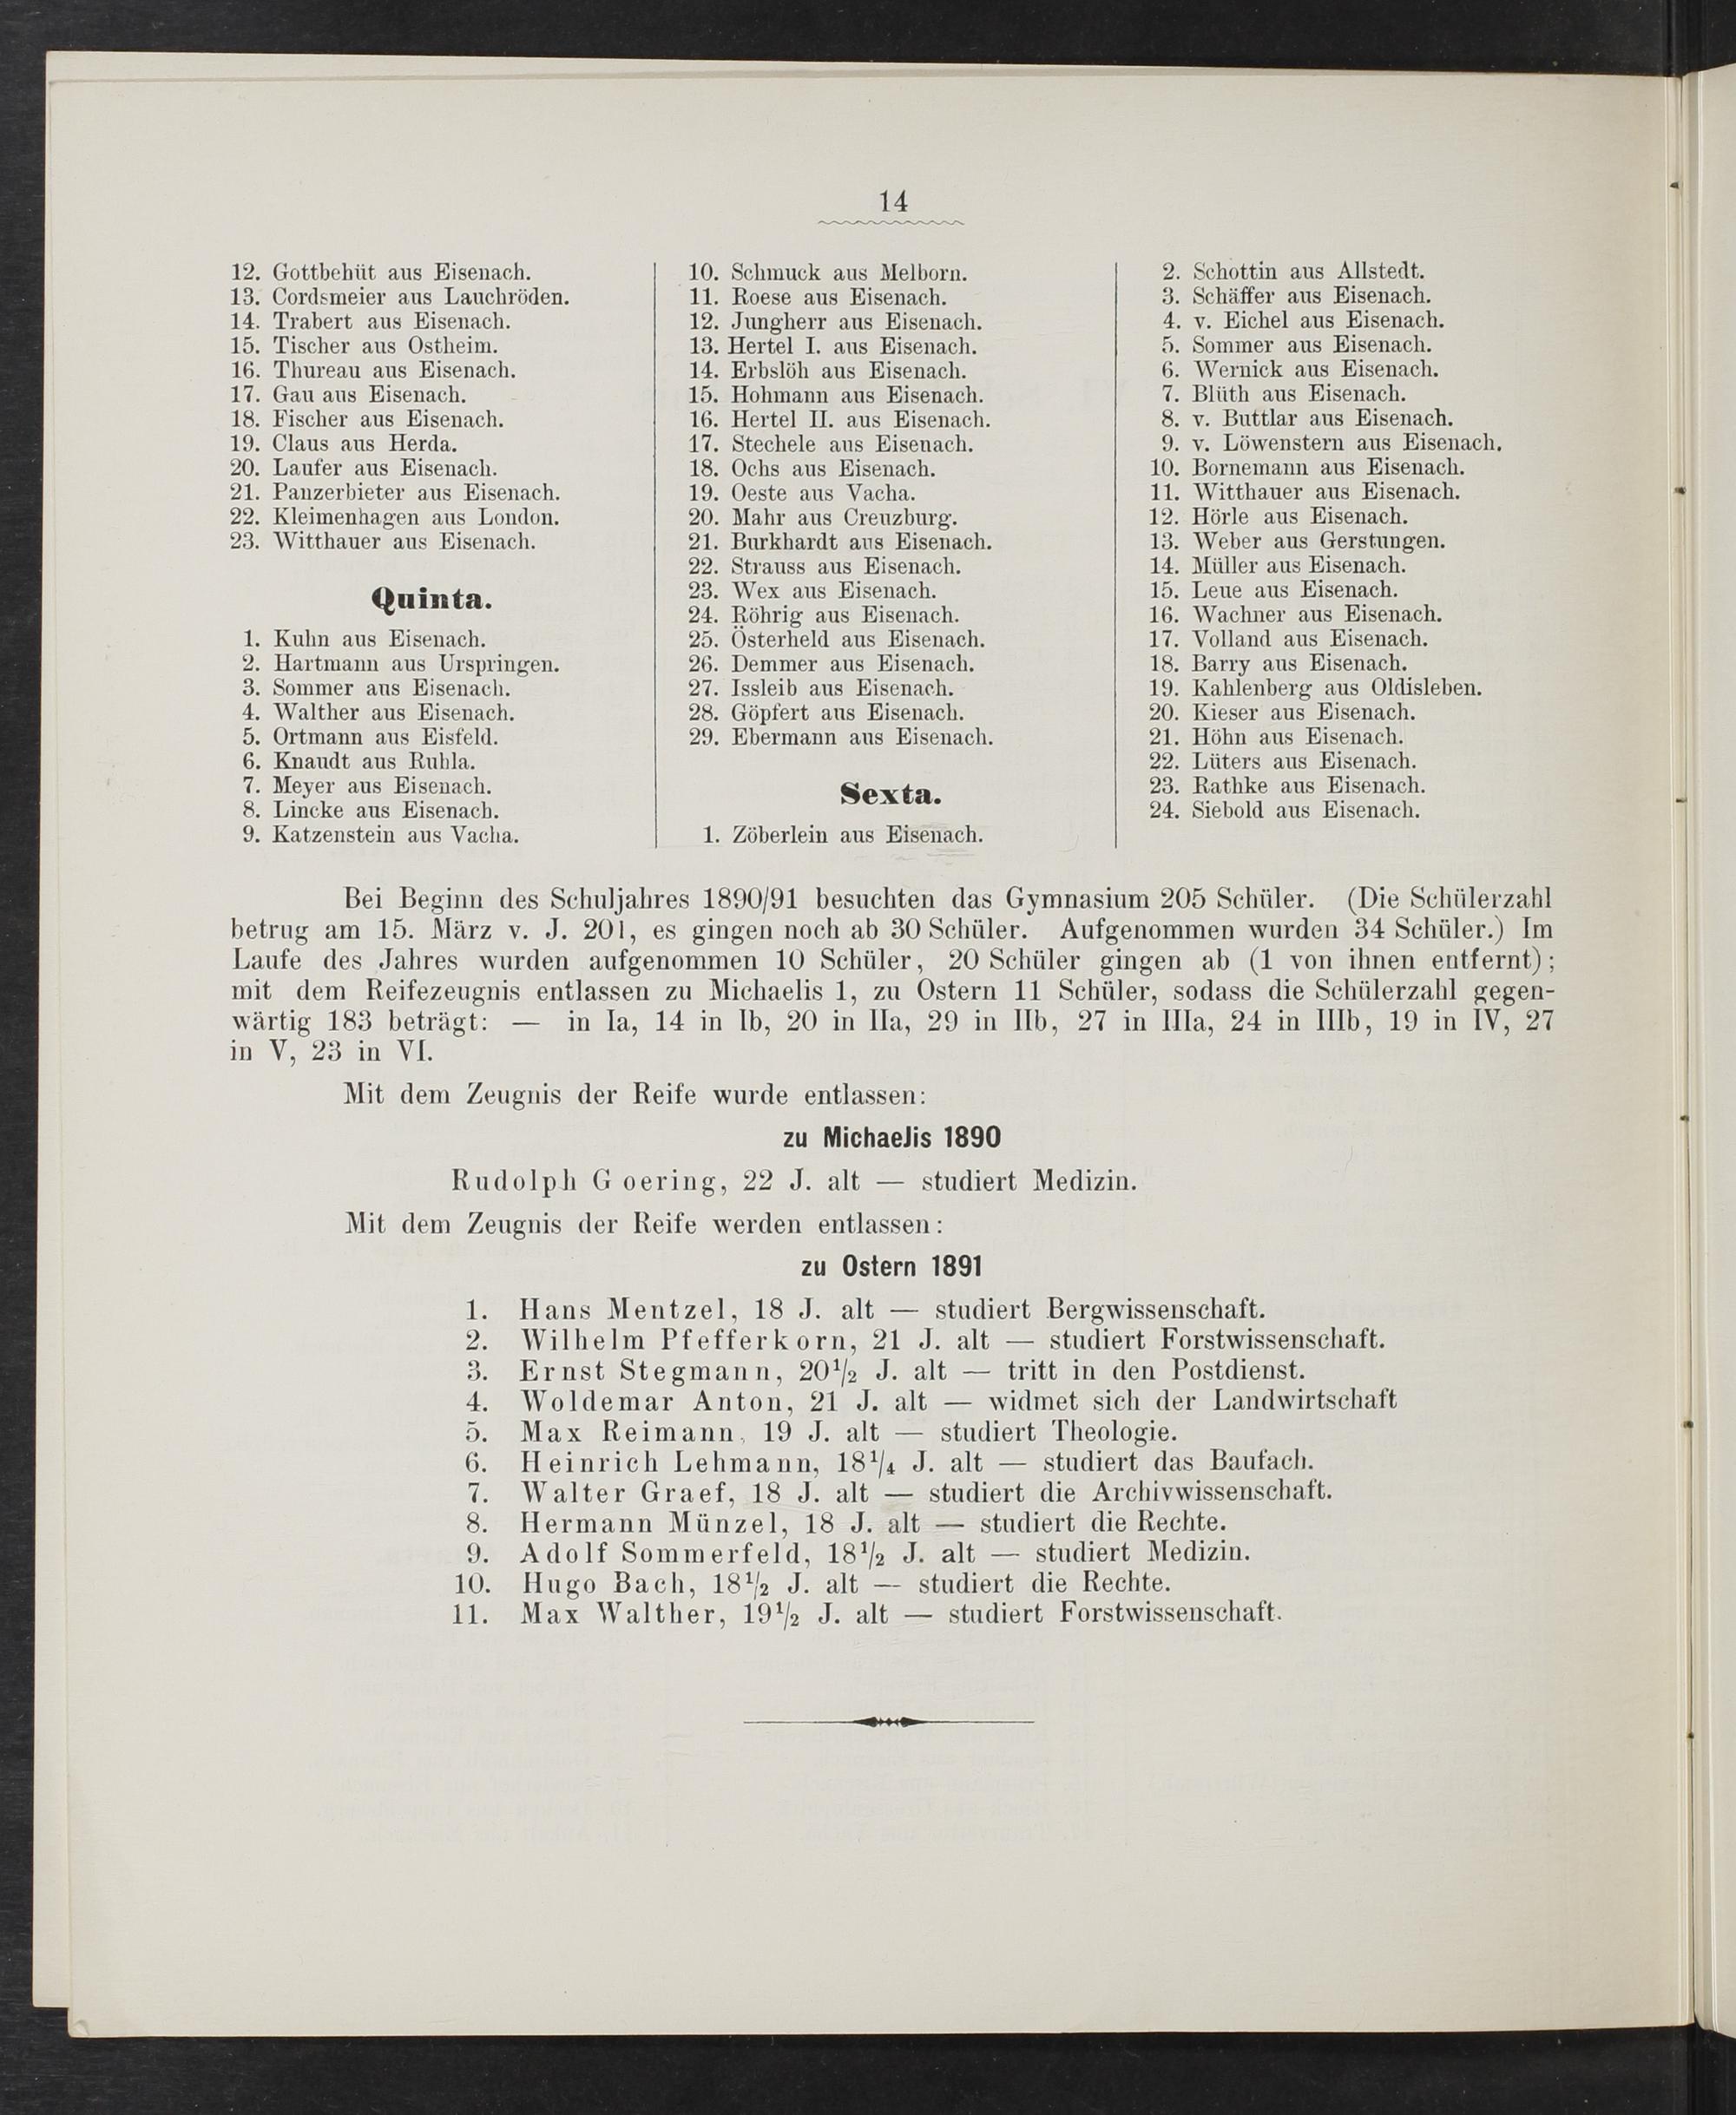 14
12. Gottbehüt aus Eisenach.
13. Cordsmeier aus Lauchröden.
14. Trabert aus Eisenach.
15. Tischer aus Ostheim.
16. Thureau aus Eisenach.
17. Gau aus Eisenach.
18. Fischer aus Eisenach.
19. Claus aus Herda.
20. Laufer aus Eisenach.
21. Panzerbieter aus Eisenach.
22. Kleimenhagen aus London.
23. Witthauer aus Eisenach.
Quinta.
1. Kuhn aus Eisenach.
2. Hartmann aus Urspringen.
3. Sommer aus Eisenach.
4. Walther aus Eisenach.
5. Ortmann aus Eisfeld.
6. Knaudt aus Ruhla.
7. Meyer aus Eisenach.
8. Lincke aus Eisenach.
9. Katzenstein aus Vacha.
10. Schmuck aus Melborn.
11. Roese aus Eisenach.
12. Jungherr aus Eisenach.
13. Hertel I. aus Eisenach.
14. Erbslöh aus Eisenach.
15. Hohmann aus Eisenach.
16. Hertel II. aus Eisenach.
17. Stechele aus Eisenach.
18. Ochs aus Eisenach.
19. Oeste aus Vacha.
20. Mahr aus Creuzburg.
21. Burkhardt aus Eisenach.
22. Strauss aus Eisenach.
23. Wex aus Eisenach.
24. Röhrig aus Eisenach.
25. Österheld aus Eisenach.
26. Demmer aus Eisenach.
27. Issleib aus Eisenach.
28. Göpfert aus Eisenach.
29. Ebermann aus Eisenach.
Sexta.
1. Zöberlein aus Eisenach.
2. Schottin aus Allstedt.
3. Schäffer aus Eisenach.
4. v. Eichel aus Eisenach.
5. Sommer aus Eisenach.
6. Wernick aus Eisenach.
7. Blüth aus Eisenach.
8. v. Buttlar aus Eisenach.
9. v. Löwenstern aus Eisenach.
10. Bornemann aus Eisenach.
11. Witthauer aus Eisenach.
12. Hörle aus Eisenach.
13. Weber aus Gerstungen.
14. Müller aus Eisenach.
15. Leue aus Eisenach.
16. Wachner aus Eisenach.
17. Volland aus Eisenach.
18. Barry aus Eisenach.
19. Kahlenberg aus Oldisleben.
20. Kieser aus Eisenach.
21. Höhn aus Eisenach.
22. Lüters aus Eisenach.
23. Rathke aus Eisenach.
24. Siebold aus Eisenach.
Bei Beginn des Schuljahres 1890/91 besuchten das Gymnasium 205 Schüler. (Die Schülerzahl
betrug am 15. März v. J. 201, es gingen noch ab 30 Schüler. Aufgenommen wurden 34 Schüler.) Im
Laufe des Jahres wurden aufgenommen 10 Schüler, 20 Schüler gingen ab (1 von ihnen entfernt);
mit dem Reifezeugnis entlassen zu Michaelis 1, zu Ostern 11 Schüler, sodass die Schülerzahl gegen-
wärtig 183 beträgt: — in Ia, 14 in Ib, 20 in IIa, 29 in IIb, 27 in IIIa, 24 in IIIb, 19 in IV, 27
in V, 23 in VI.
Mit dem Zeugnis der Reife wurde entlassen:
zu Michaelis 1890
Rudolph Goering, 22 J. alt — studiert Medizin.
Mit dem Zeugnis der Reife werden entlassen:
zu Ostern 1891
1. Hans Mentzel, 18 J. alt — studiert Bergwissenschaft.
2. Wilhelm Pfefferkorn, 21 J. alt — studiert Forstwissenschaft.
3. Ernst Stegmann, 20½ J. alt — tritt in den Postdienst.
4. Woldemar Anton, 21 J. alt — widmet sich der Landwirtschaft
5. Max Reimann, 19 J. alt — studiert Theologie.
6. Heinrich Lehmann, 18¼ J. alt — studiert das Baufach.
7. Walter Graef, 18 J. alt — studiert die Archivwissenschaft.
8. Hermann Münzel, 18 J. alt — studiert die Rechte.
9. Adolf Sommerfeld, 18½ J. alt — studiert Medizin.
10. Hugo Bach, 18½ J. alt — studiert die Rechte.
11. Max Walther, 19½ J. alt — studiert Forstwissenschaft.